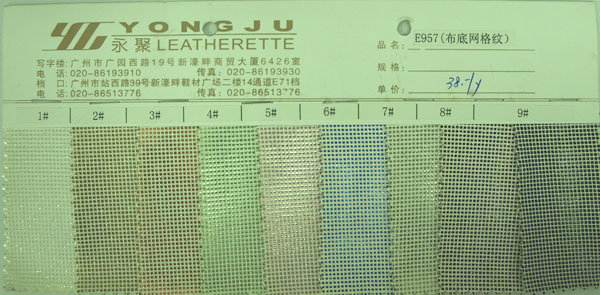 YONGJU
永聚 LEATHERETTE
写字楼: 广州市广园西路19号新濠畔商贸大厦6426室
电 话: 020-86193910 传真: 020-86193930
档 口: 广州市站西路39号新濠畔鞋材广场二楼14通道E71档
电 话: 020-86513776 传真: 020-86513776
品名: E957(布底网格纹)
规格:
单价: 38.-/y
1# 2# 3# 4# 5# 6# 7# 8# 9#